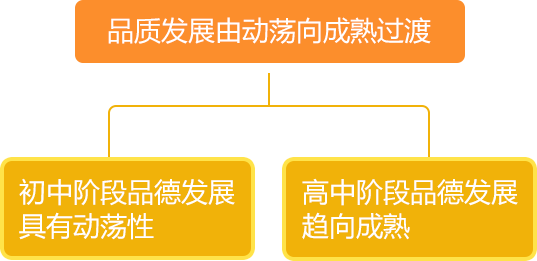 品质发展由动荡向成熟过渡
初中阶段品德发展
具有动荡性
高中阶段品德发展
趋向成熟